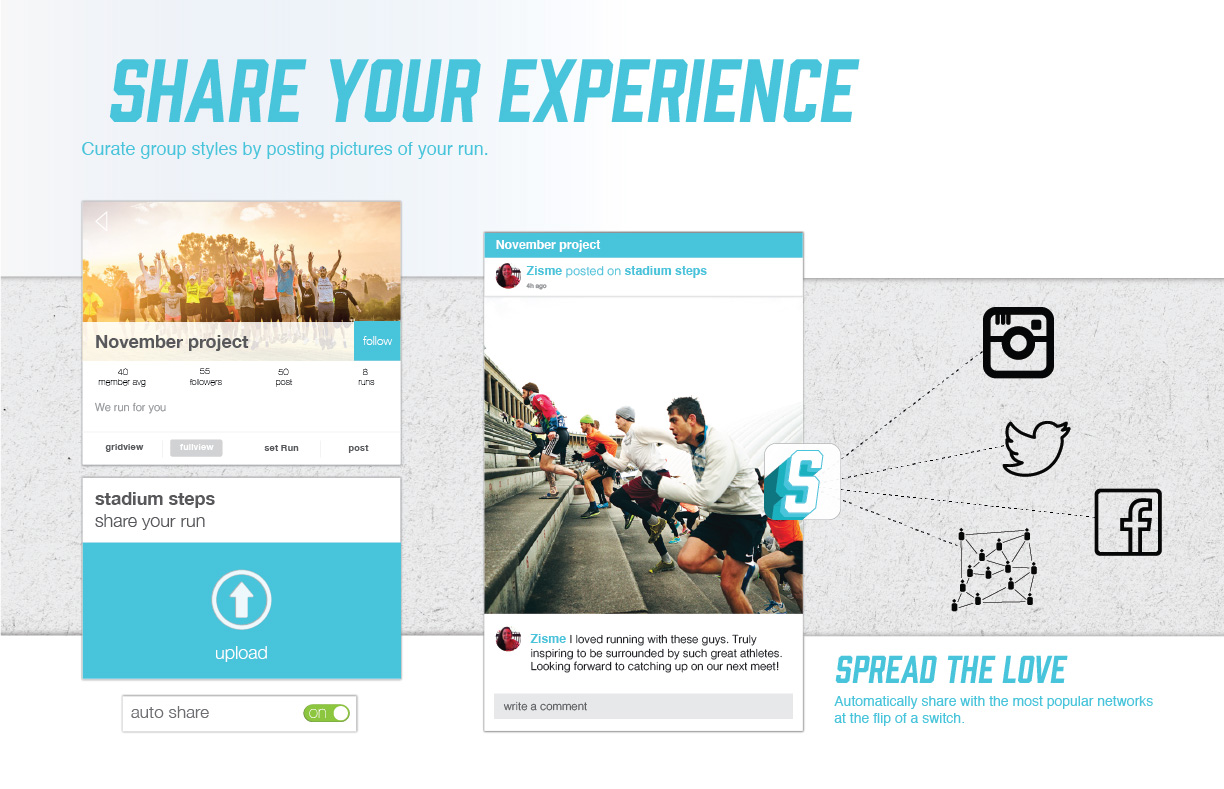 SHARE YOUR EXPERIENCE
Curate group styles by posting pictures of your run.
November project
follow
40
member avg
55
followers
50
post
8
runs
We run for you
gridview
fullview
set Run
post
stadium steps
share your run
upload
auto share
on
November project
Zisme posted on stadium steps
4h ago
S
Zisme I loved running with these guys. Truly
inspiring to be surrounded by such great athletes.
Looking forward to catching up on our next meet!
write a comment
f
SPREAD THE LOVE
Automatically share with the most popular networks
at the flip of a switch.